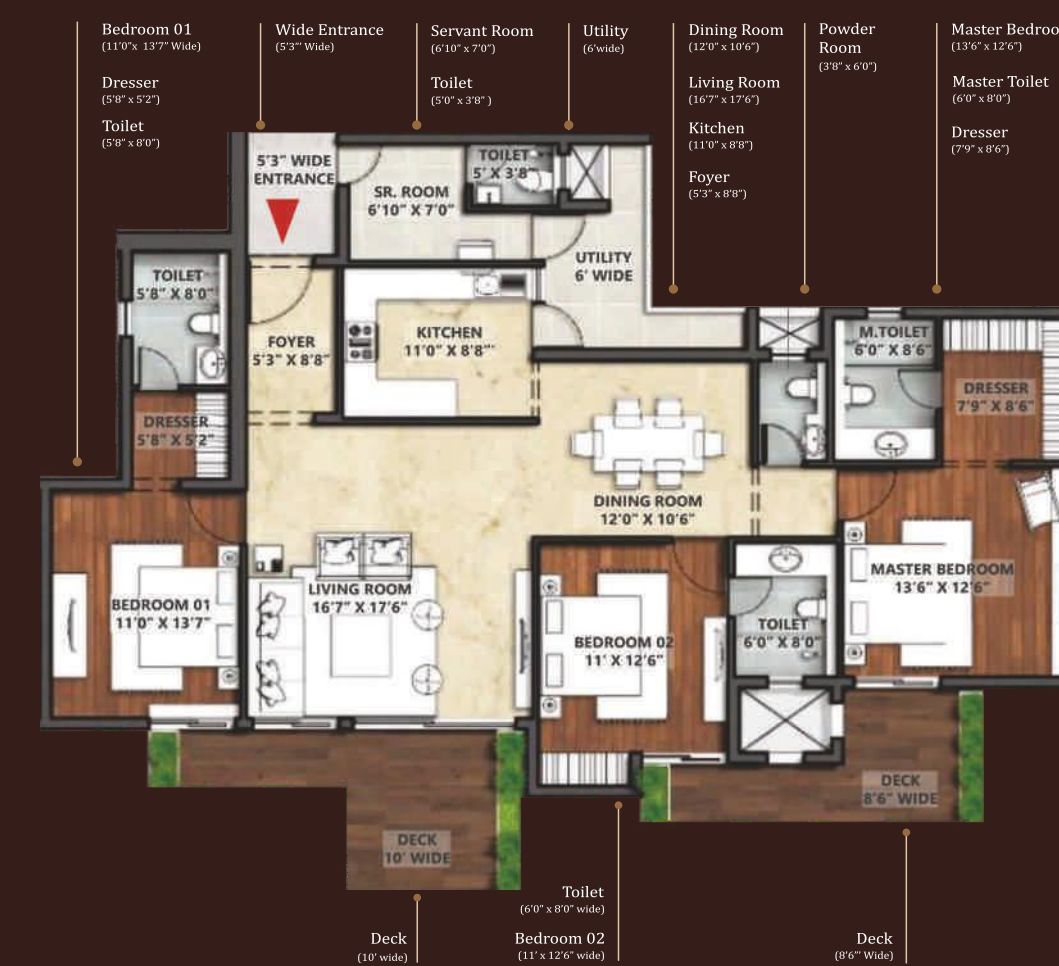 Bedroom 01
(11'0"x 13'7" Wide)
Dresser
(5'8" x 5'2")
Toilet
(5'8" x 8'0")
Wide Entrance
(5'3"' Wide)
Servant Room
(6'10" x 7'0")
Toilet
(5'0" x 3'8" )
Utility
(6'wide)
Dining Room
(12'0" x 10'6")
Living Room
(16'7" x 17'6")
Kitchen
(11'0" x 8'8")
Foyer
(5'3" x 8'8")
Powder
Room
(3'8" x 6'0")
Master Bedroo
(13'6" x 12'6")
Master Toilet
(6'0" x 8'0")
Dresser
(7'9" x 8'6")
5'3" WIDE
ENTRANCE
SR. ROOM
6'10" X 7'0"
TOILET
5' X 3'8"
UTILITY
6' WIDE
TOILET
5'8" X 8'0"
FOYER
5'3" X 8'8"
KITCHEN
11'0" X 8'8"'
M.TOILET
6'0" X 8'6"
DRESSER
7'9" X 8'6"
DRESSER
5'8" X 5'2"
DINING ROOM
12'0" X 10'6"
LIVING ROOM
16'7" X 17'6"
BEDROOM 01
11'0" X 13'7"
BEDROOM 02
11' X 12'6"
TOILET
6'0" X 8'0"
MASTER BEDROOM
13'6" X 12'6"
DECK
8'6" WIDE
DECK
10' WIDE
Deck
(10' wide)
Toilet
(6'0" x 8'0" wide)
Bedroom 02
(11' x 12'6" wide)
Deck
(8'6"' Wide)